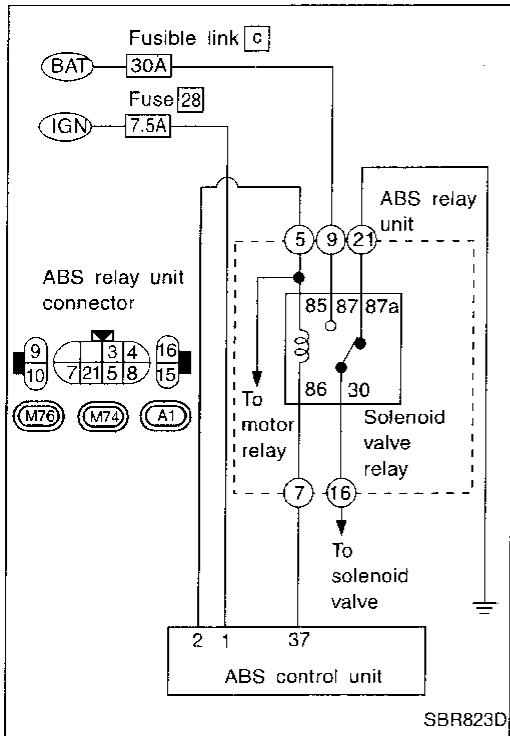 Fusible link c
BAT 30A
Fuse 28
IGN 7.5A
ABS relay
unit
5 9 21
ABS relay unit
connector
85 87 87a
9 3 4 16
10 7 21 5 8 15
86 30
M76 M74 A1
To
motor
relay
Solenoid
valve
relay
7 16
To
solenoid
valve
2 1 37
ABS control unit
SBR823D